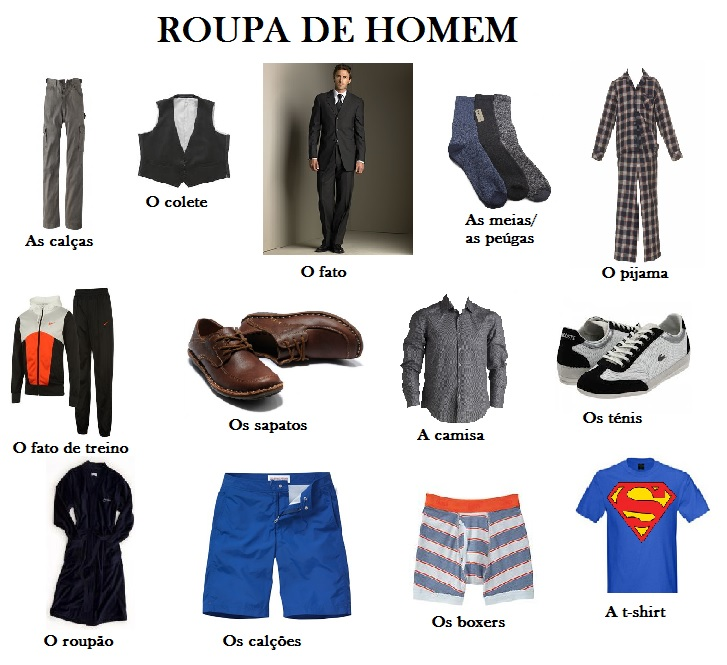 ROUPA DE HOMEM
As calças
O colete
O fato
As meias/
as peúgas
O pijama
O fato de treino
Os sapatos
A camisa
Os ténis
O roupão
Os calções
Os boxers
A t-shirt